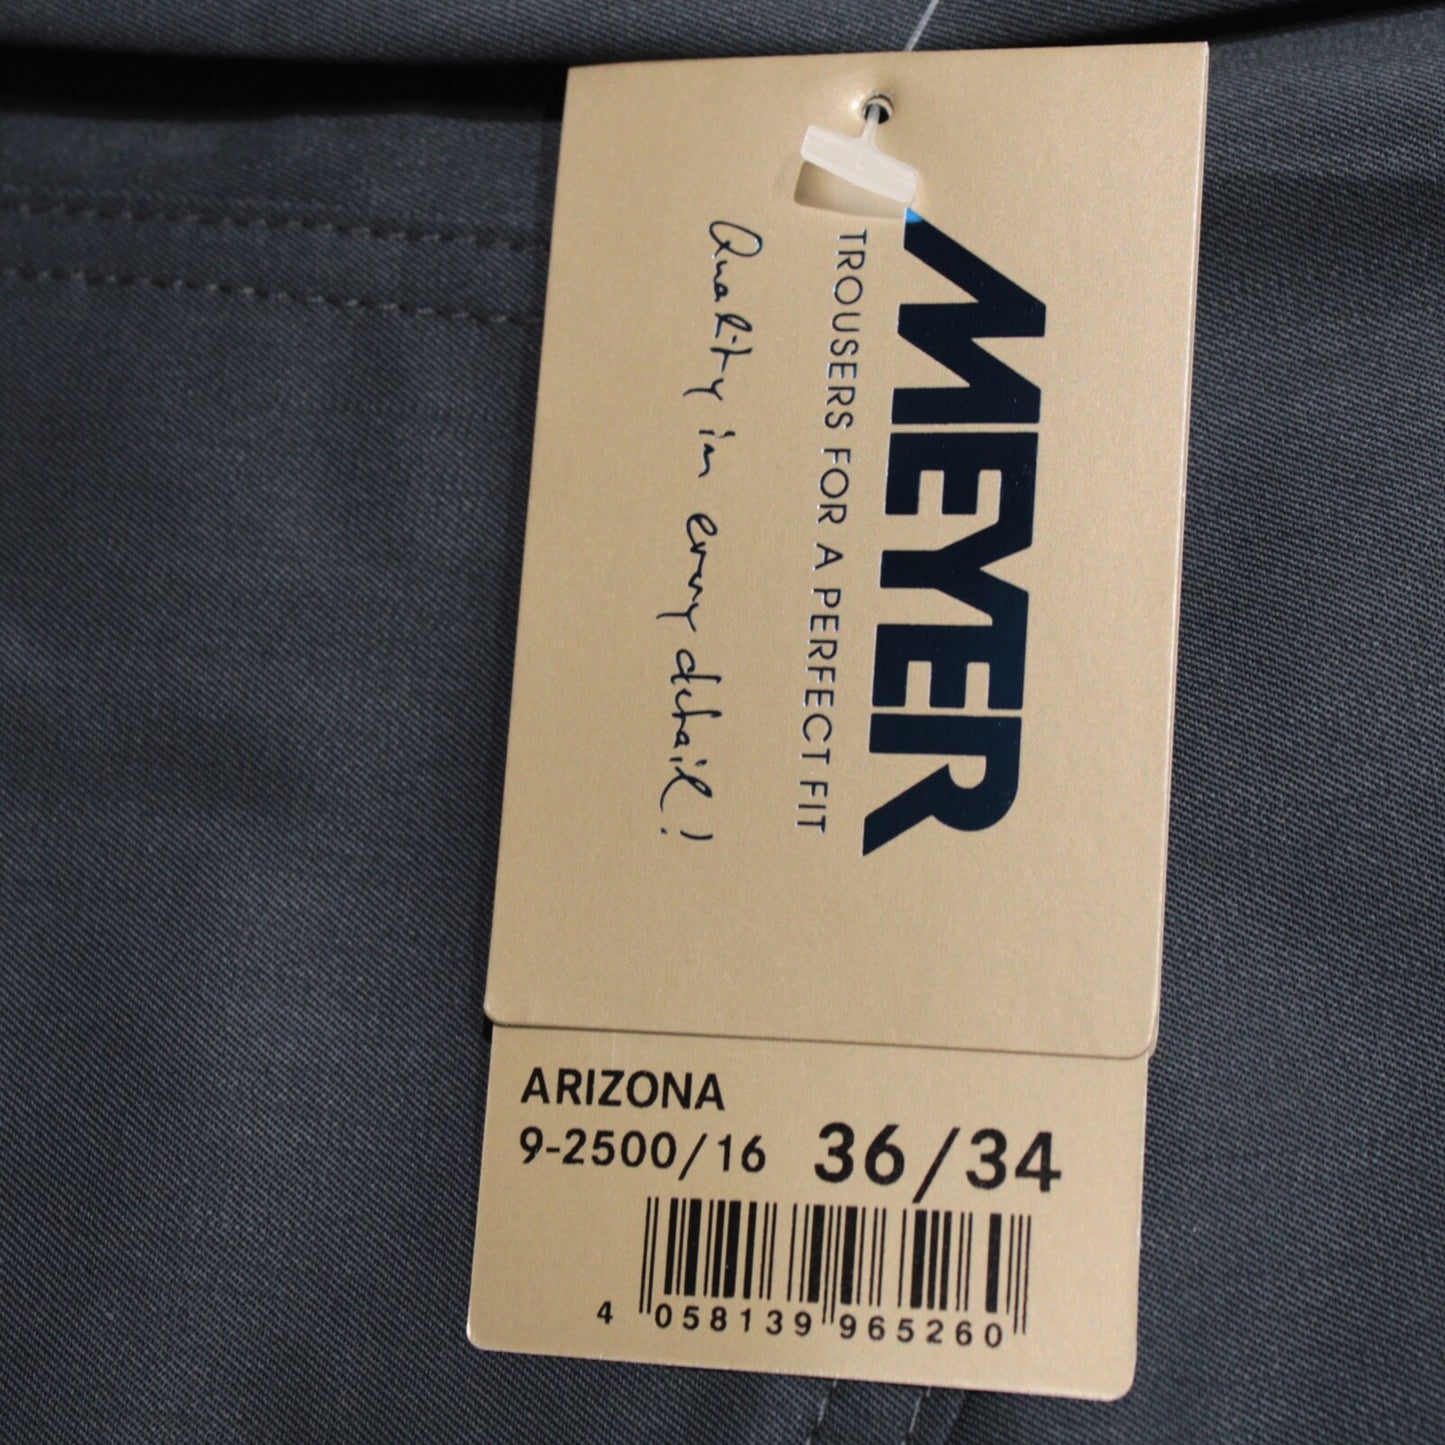 MEYER
TROUSERS FOR A PERFECT FIT
Quality in every detail!
ARIZONA
9-2500/16 36/34
4 058139 965260